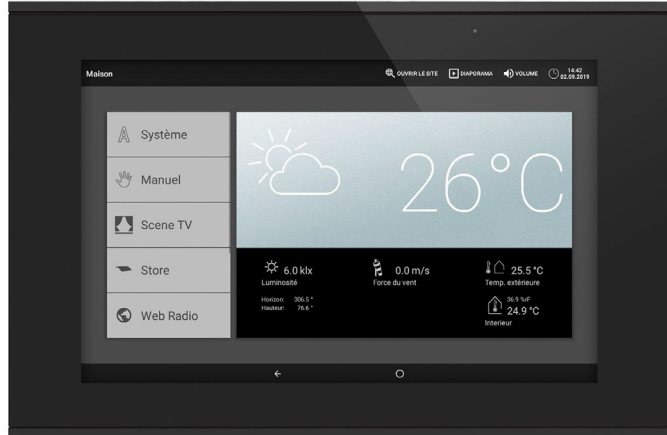 Maison
OUVRIR LE SITE
DIAPORAMA
VOLUME
14:42
02.09.2019
Système
Manuel
Scene TV
Store
Web Radio
26°C
6.0 klx
Luminosité
Horizon: 306.5 °
Hauteur: 76.6 °
0.0 m/s
Force du vent
25.5 °C
Temp. extérieure
36.9 %rF
24.9 °C
Interieur